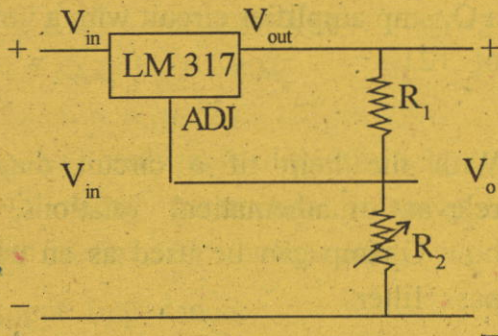 + V_in V_out +
LM 317
R_1
ADJ
V_in V_o
R_2
− −